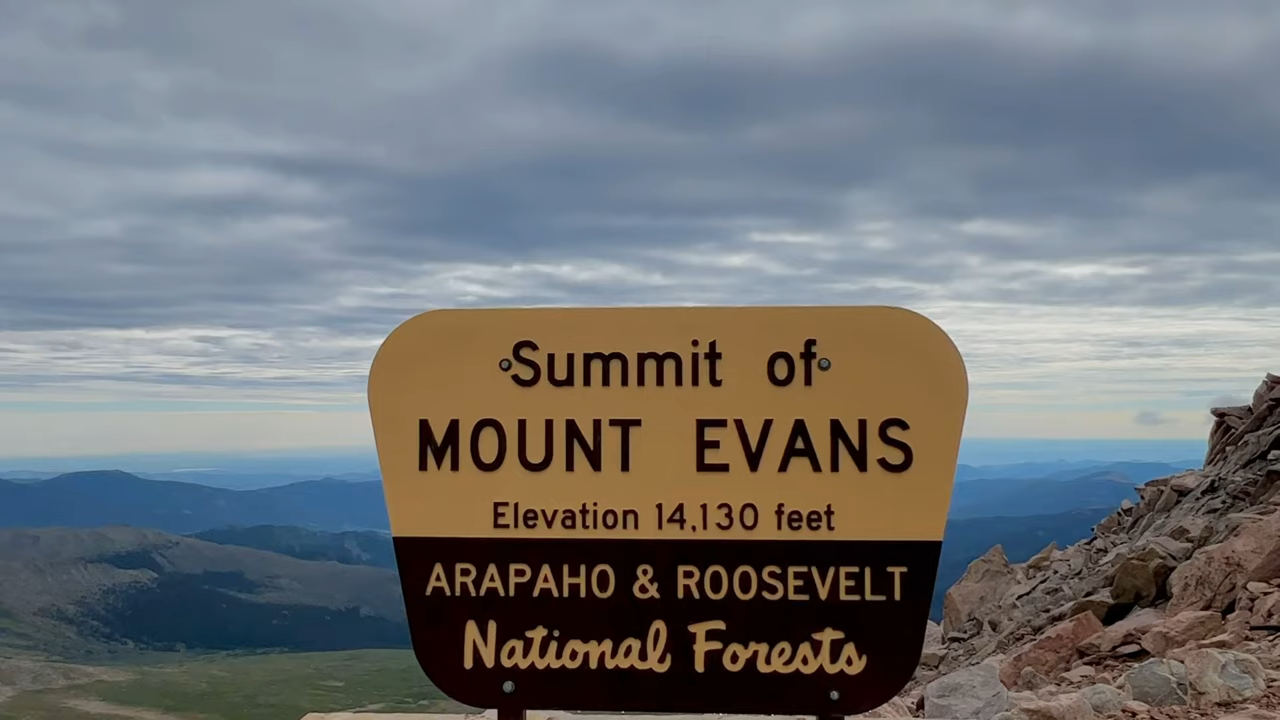 Summit of
MOUNT EVANS
Elevation 14,130 feet
ARAPAHO & ROOSEVELT
National Forests